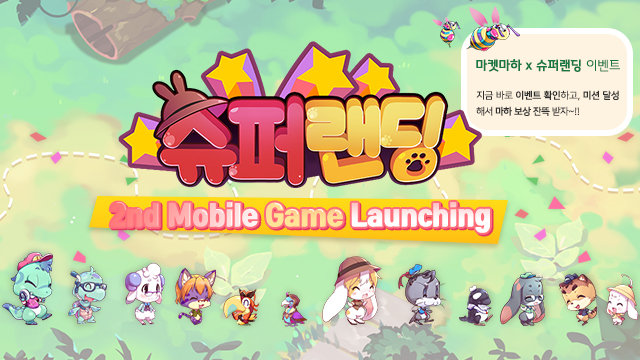 마켓마하 x 슈퍼랜딩 이벤트
지금 바로 이벤트 확인하고, 미션 달성
해서 마하 보상 잔뜩 받자~!!
슈퍼랜딩
2nd Mobile Game Launching